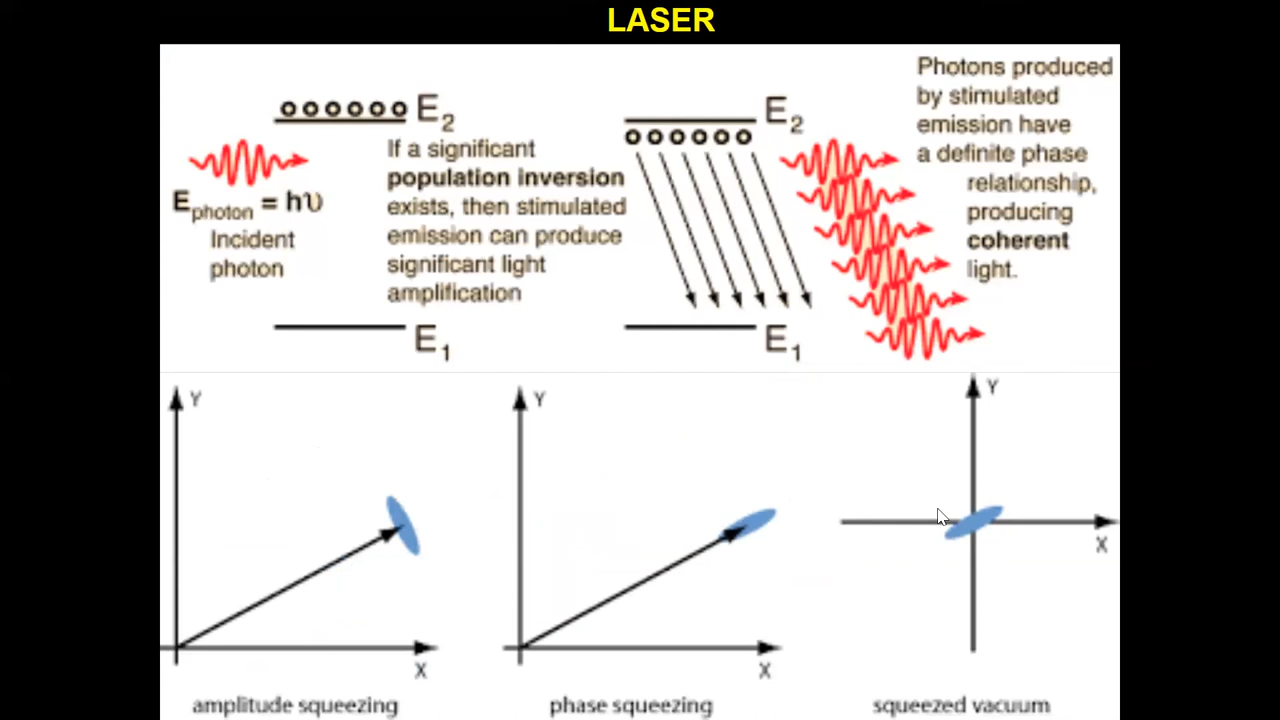 LASER
E2
Ephoton = hυ
Incident
photon
If a significant
population inversion
exists, then stimulated
emission can produce
significant light
amplification
E1
E2
E1
Photons produced
by stimulated
emission have
a definite phase
relationship,
producing
coherent
light.
Y
X
amplitude squeezing
Y
X
phase squeezing
Y
X
squeezed vacuum